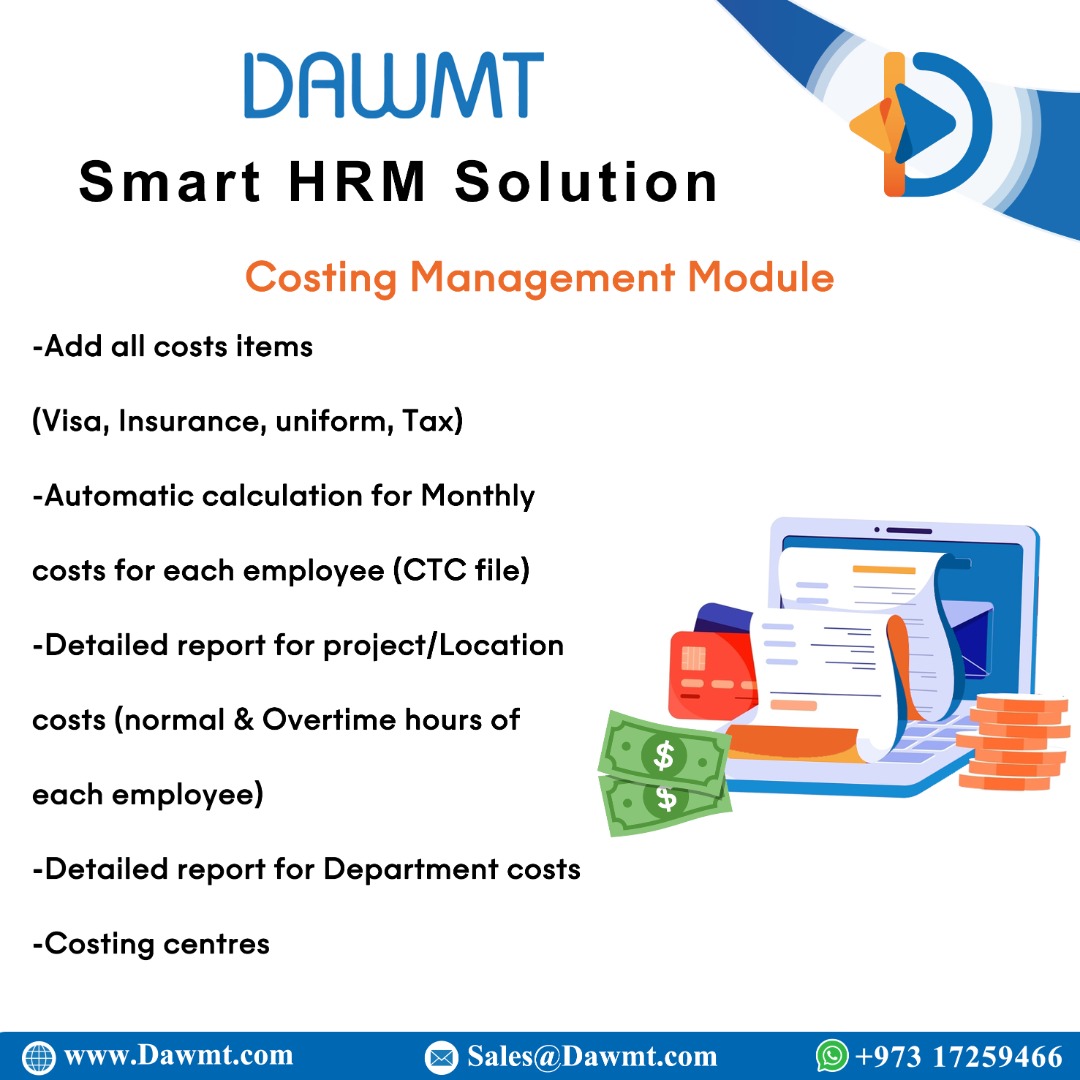 DAWMT
Smart HRM Solution
Costing Management Module
-Add all costs items
(Visa, Insurance, uniform, Tax)
-Automatic calculation for Monthly
costs for each employee (CTC file)
-Detailed report for project/Location
costs (normal & Overtime hours of
each employee)
-Detailed report for Department costs
-Costing centres
$
$
www.Dawmt.com
Sales@Dawmt.com
+973 17259466